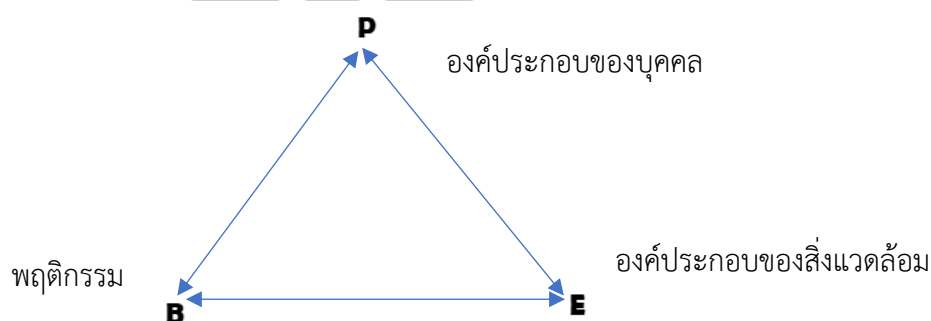 P
องค์ประกอบของบุคคล
องค์ประกอบของสิ่งแวดล้อม
พฤติกรรม
B
E